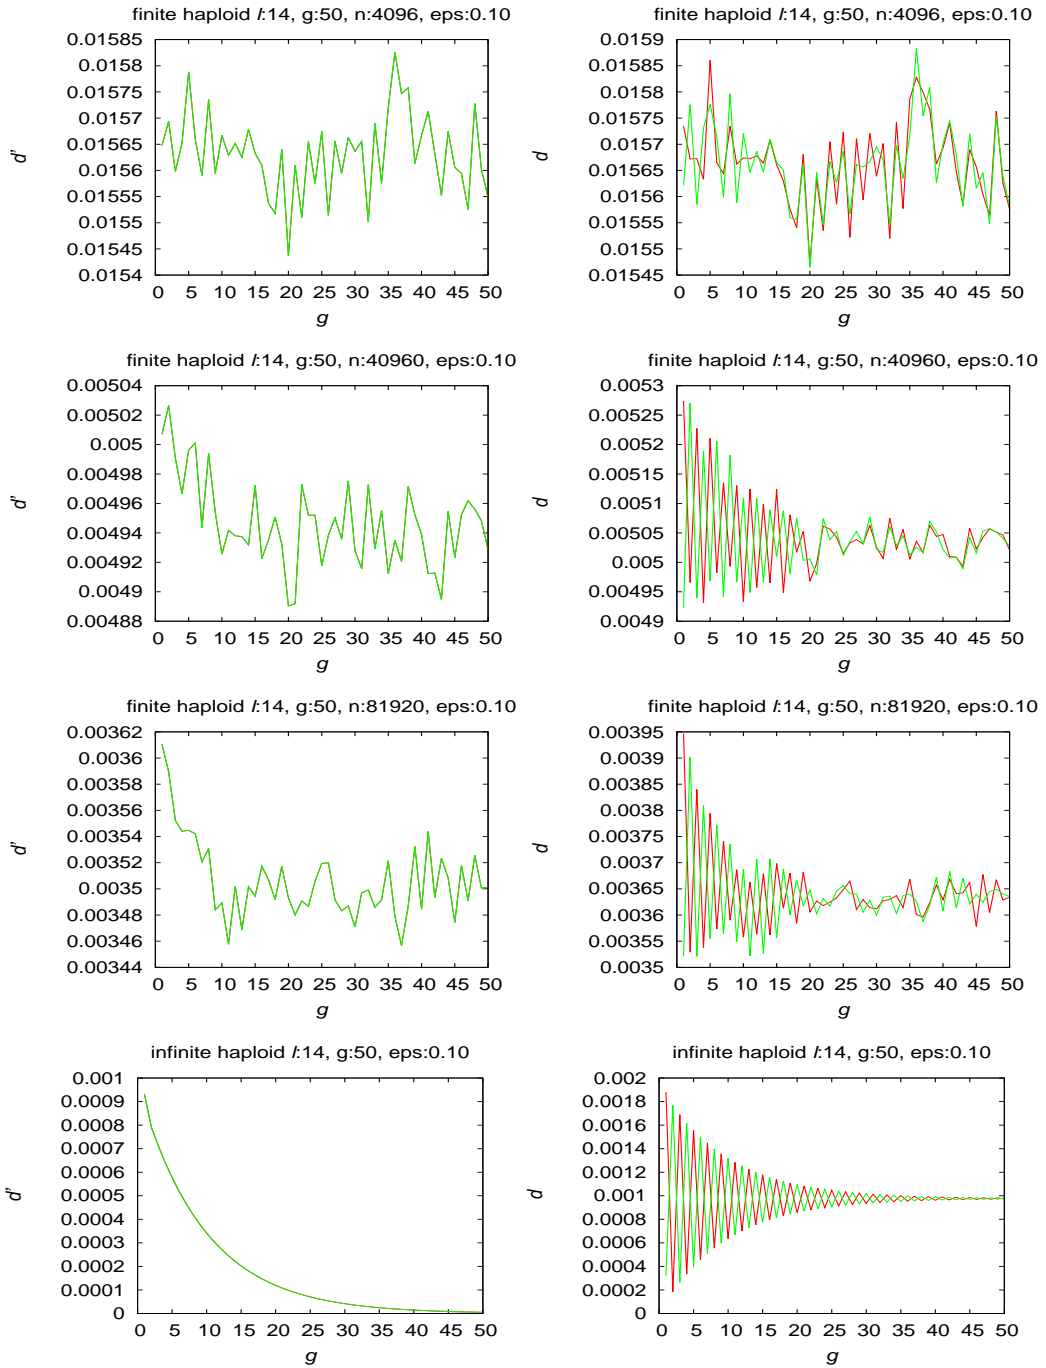 finite haploid l:14, g:50, n:4096, eps:0.10
0.01585
0.0158
0.01575
0.0157
0.01565
0.0156
0.01555
0.0155
0.01545
0.0154
d'
0 5 10 15 20 25 30 35 40 45 50
g
finite haploid l:14, g:50, n:4096, eps:0.10
0.0159
0.01585
0.0158
0.01575
0.0157
0.01565
0.0156
0.01555
0.0155
0.01545
d
0 5 10 15 20 25 30 35 40 45 50
g
finite haploid l:14, g:50, n:40960, eps:0.10
0.00504
0.00502
0.005
0.00498
0.00496
0.00494
0.00492
0.0049
0.00488
d'
0 5 10 15 20 25 30 35 40 45 50
g
finite haploid l:14, g:50, n:40960, eps:0.10
0.0053
0.00525
0.0052
0.00515
0.0051
0.00505
0.005
0.00495
0.0049
d
0 5 10 15 20 25 30 35 40 45 50
g
finite haploid l:14, g:50, n:81920, eps:0.10
0.00362
0.0036
0.00358
0.00356
0.00354
0.00352
0.0035
0.00348
0.00346
0.00344
d'
0 5 10 15 20 25 30 35 40 45 50
g
finite haploid l:14, g:50, n:81920, eps:0.10
0.00395
0.0039
0.00385
0.0038
0.00375
0.0037
0.00365
0.0036
0.00355
0.0035
d
0 5 10 15 20 25 30 35 40 45 50
g
infinite haploid l:14, g:50, eps:0.10
0.001
0.0009
0.0008
0.0007
0.0006
0.0005
0.0004
0.0003
0.0002
0.0001
0
d'
0 5 10 15 20 25 30 35 40 45 50
g
infinite haploid l:14, g:50, eps:0.10
0.002
0.0018
0.0016
0.0014
0.0012
0.001
0.0008
0.0006
0.0004
0.0002
0
d
0 5 10 15 20 25 30 35 40 45 50
g